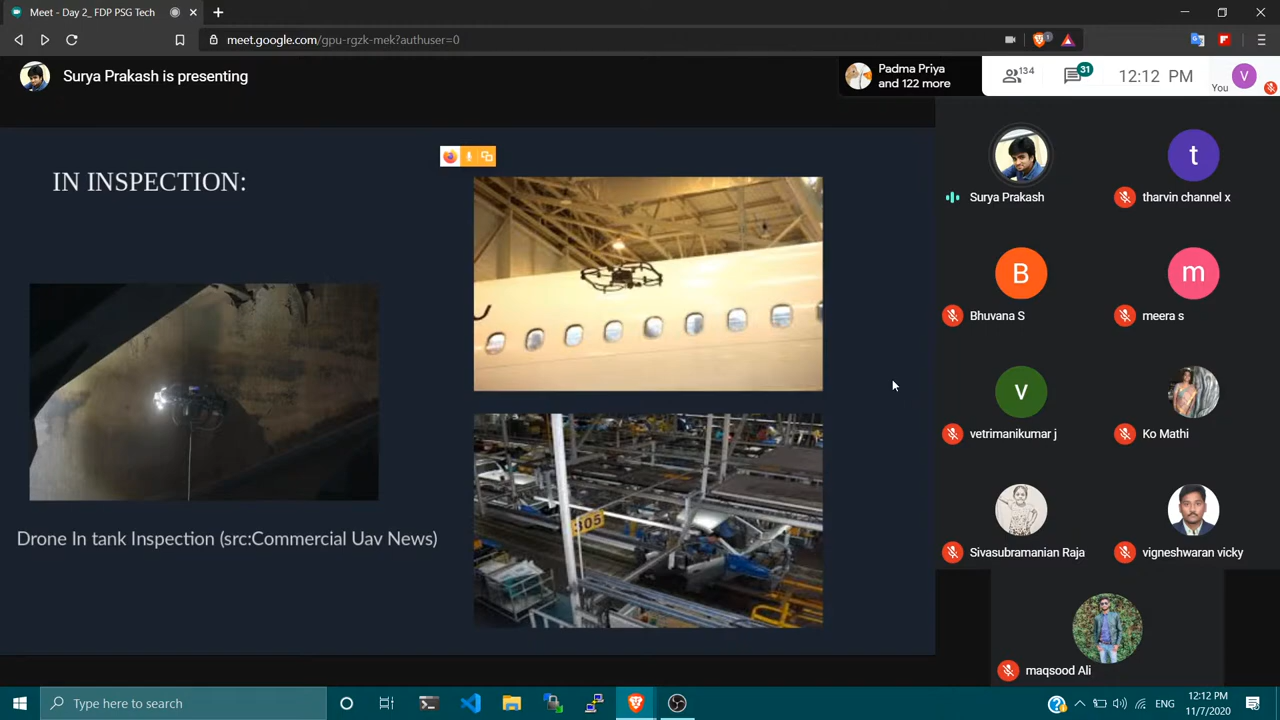 Meet - Day 2_ FDP PSG Tech
meet.google.com/gpu-rgzk-mek?authuser=0
1
Surya Prakash is presenting
Padma Priya
and 122 more
134
31
12:12 PM
You
V
IN INSPECTION:
305
Drone In tank Inspection (src:Commercial Uav News)
Surya Prakash
t
tharvin channel x
B
Bhuvana S
m
meera s
v
vetrimanikumar j
Ko Mathi
Sivasubramanian Raja
vigneshwaran vicky
maqsood Ali
Type here to search
ENG
12:12 PM
11/7/2020